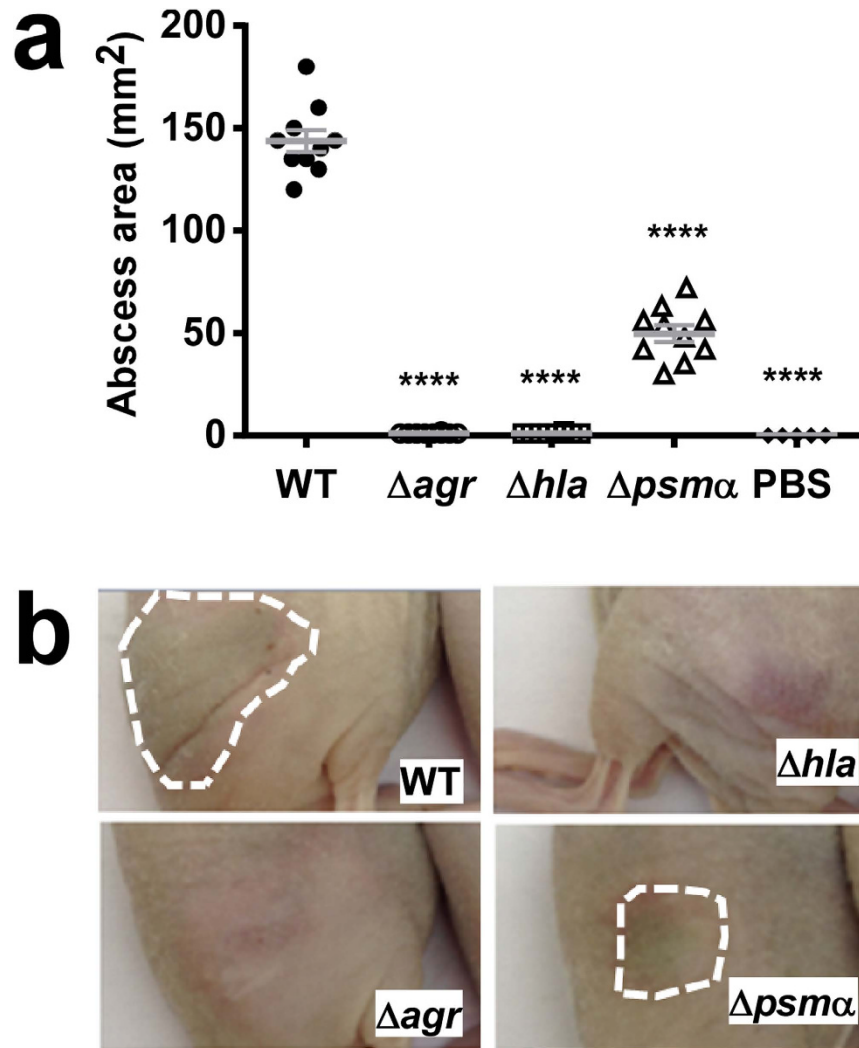 a
Abscess area (mm²)
200
150
100
50
0
****
****
****
****
WT
Δagr
Δhla
Δpsmα
PBS
b
WT
Δhla
Δagr
Δpsmα